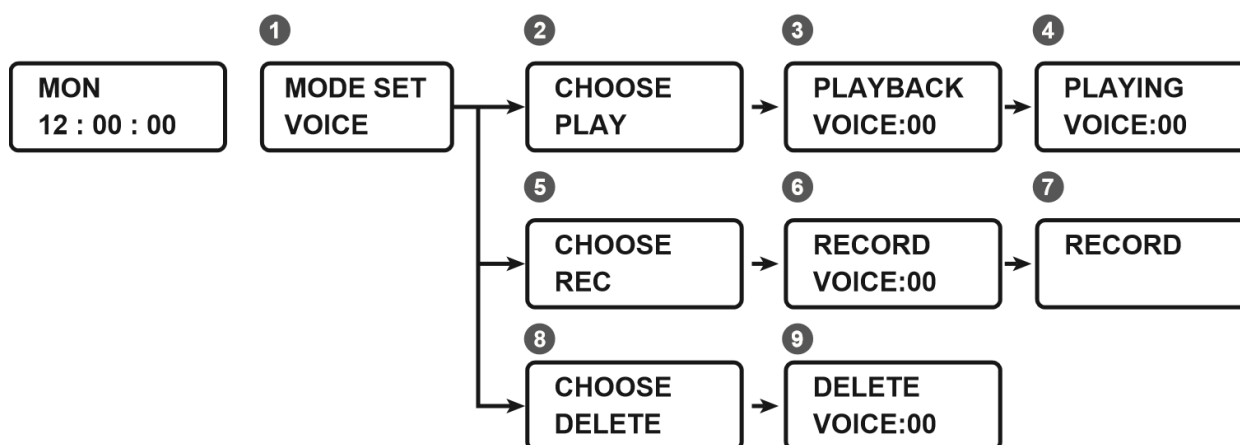 1
2
3
4
MON
12 : 00 : 00
MODE SET
VOICE
CHOOSE
PLAY
PLAYBACK
VOICE:00
PLAYING
VOICE:00
5
6
7
CHOOSE
REC
RECORD
VOICE:00
RECORD
8
9
CHOOSE
DELETE
DELETE
VOICE:00